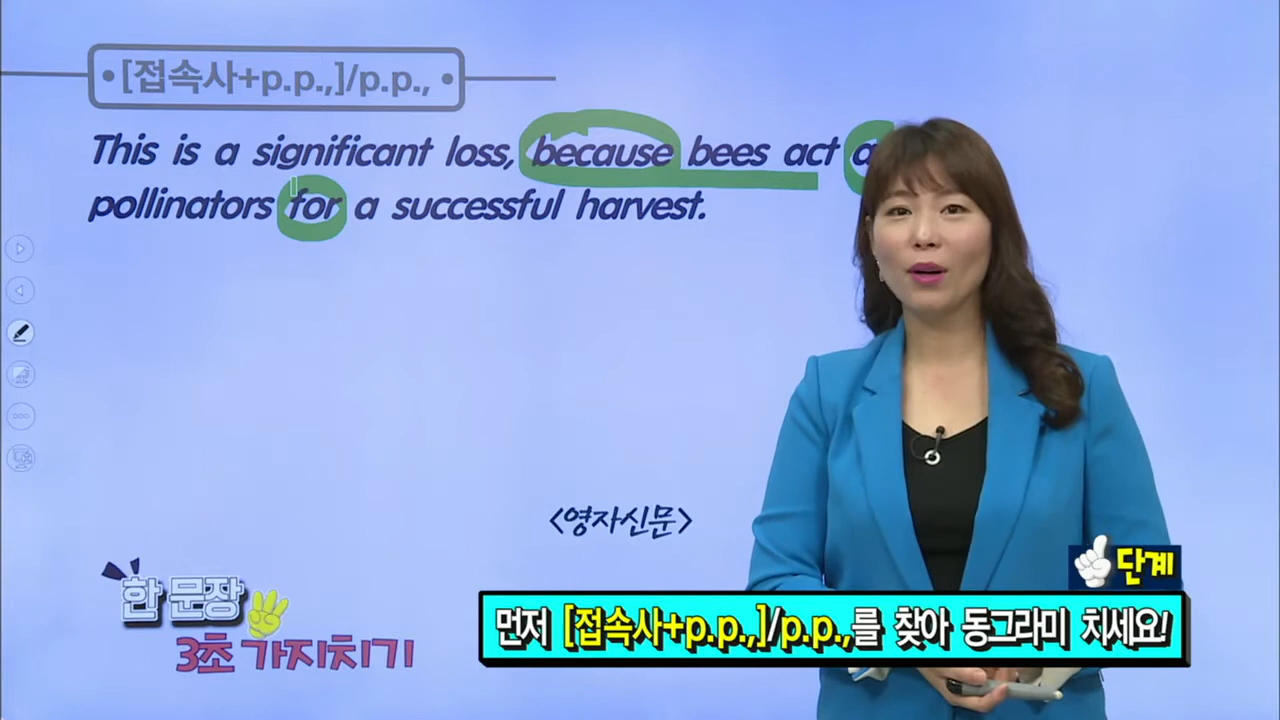 [접속사+p.p.,]/p.p.,
This is a significant loss, because bees act
pollinators for a successful harvest.
<영자신문>
한 문장
3초 가지치기
단계
먼저 [접속사+p.p.,]/p.p.,를 찾아 동그라미 치세요!